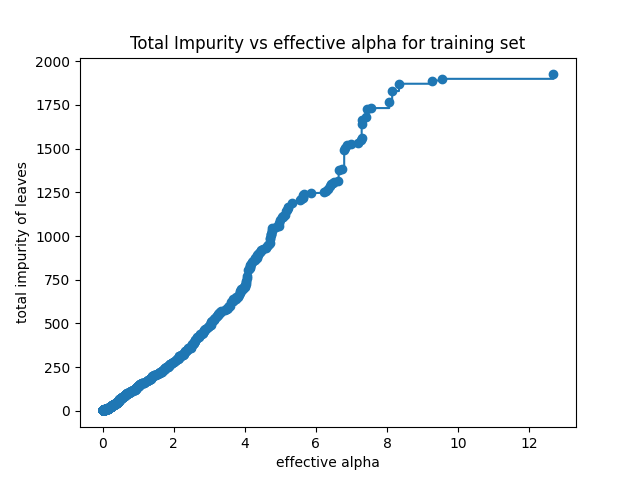 Total Impurity vs effective alpha for training set
2000
1750
1500
1250
1000
750
500
250
0
total impurity of leaves
0 2 4 6 8 10 12
effective alpha